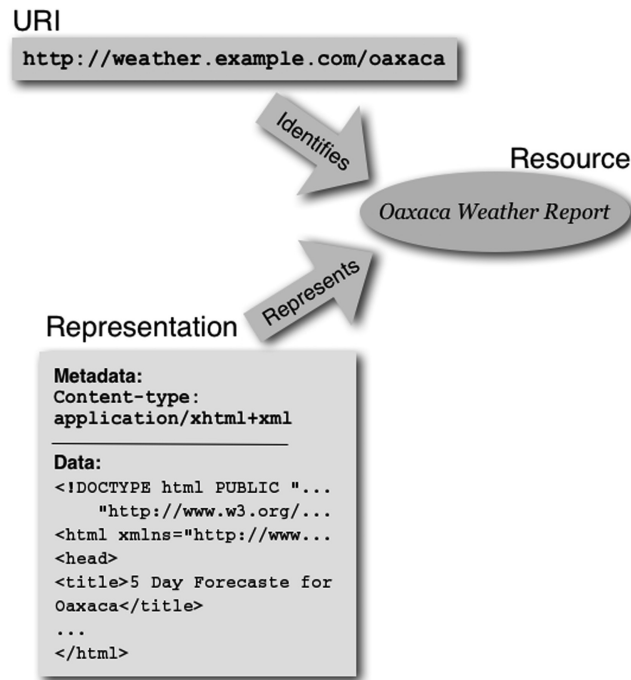 URI
http://weather.example.com/oaxaca
Identifies
Resource
Oaxaca Weather Report
Represents
Representation
Metadata:
Content-type:
application/xhtml+xml
Data:
<!DOCTYPE html PUBLIC "...
"http://www.w3.org/...
<html xmlns="http://www...
<head>
<title>5 Day Forecaste for
Oaxaca</title>
...
</html>